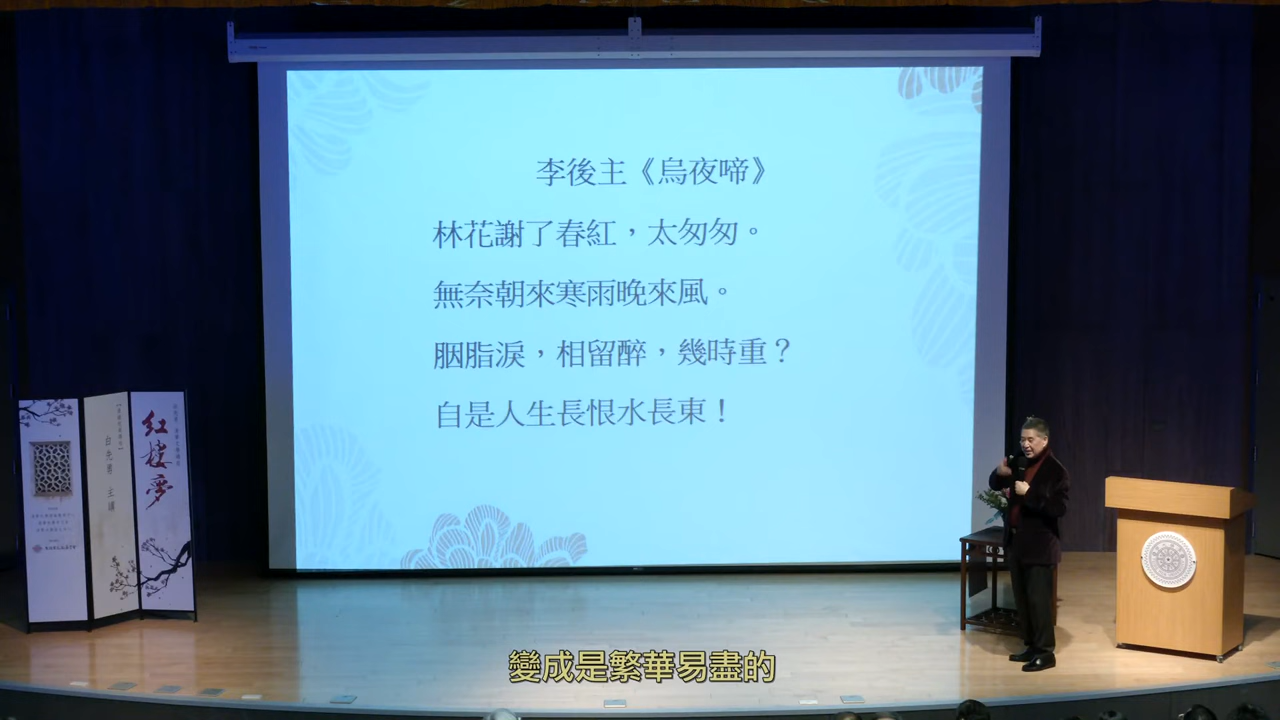 李後主《烏夜啼》
林花謝了春紅，太匆匆。
無奈朝來寒雨晚來風。
胭脂淚，相留醉，幾時重？
自是人生長恨水長東！
紅樓夢
白先勇 主講
變成是繁華易盡的